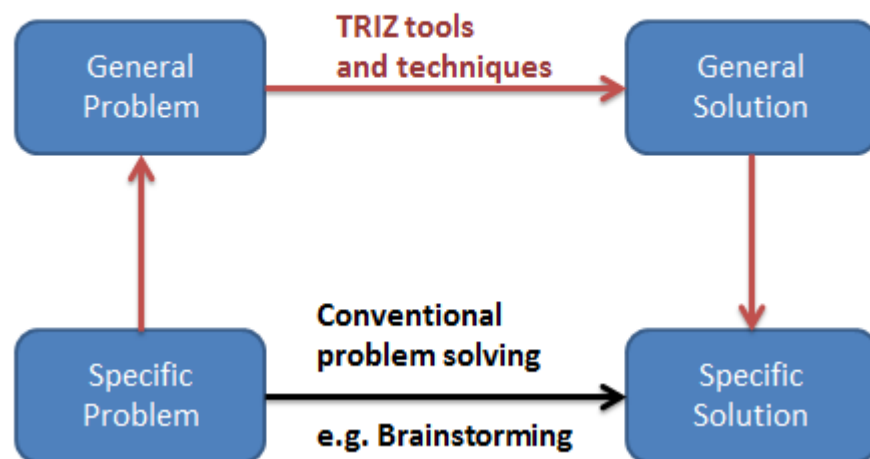 TRIZ tools
and techniques
General
Problem
General
Solution
Conventional
problem solving
Specific
Problem
Specific
Solution
e.g. Brainstorming